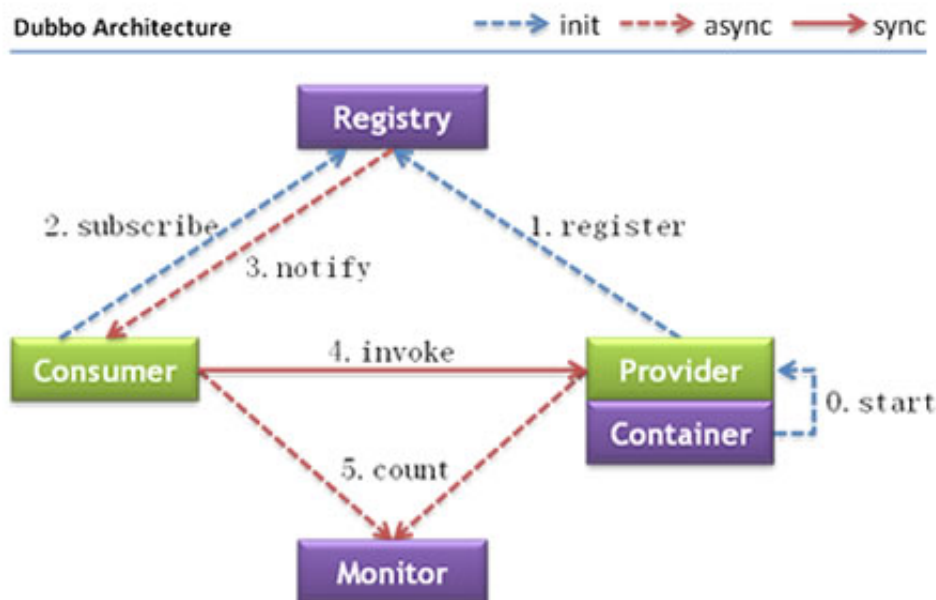 Dubbo Architecture
init
async
sync
Registry
2. subscribe
1. register
3. notify
Consumer
4. invoke
Provider
0. start
Container
5. count
Monitor